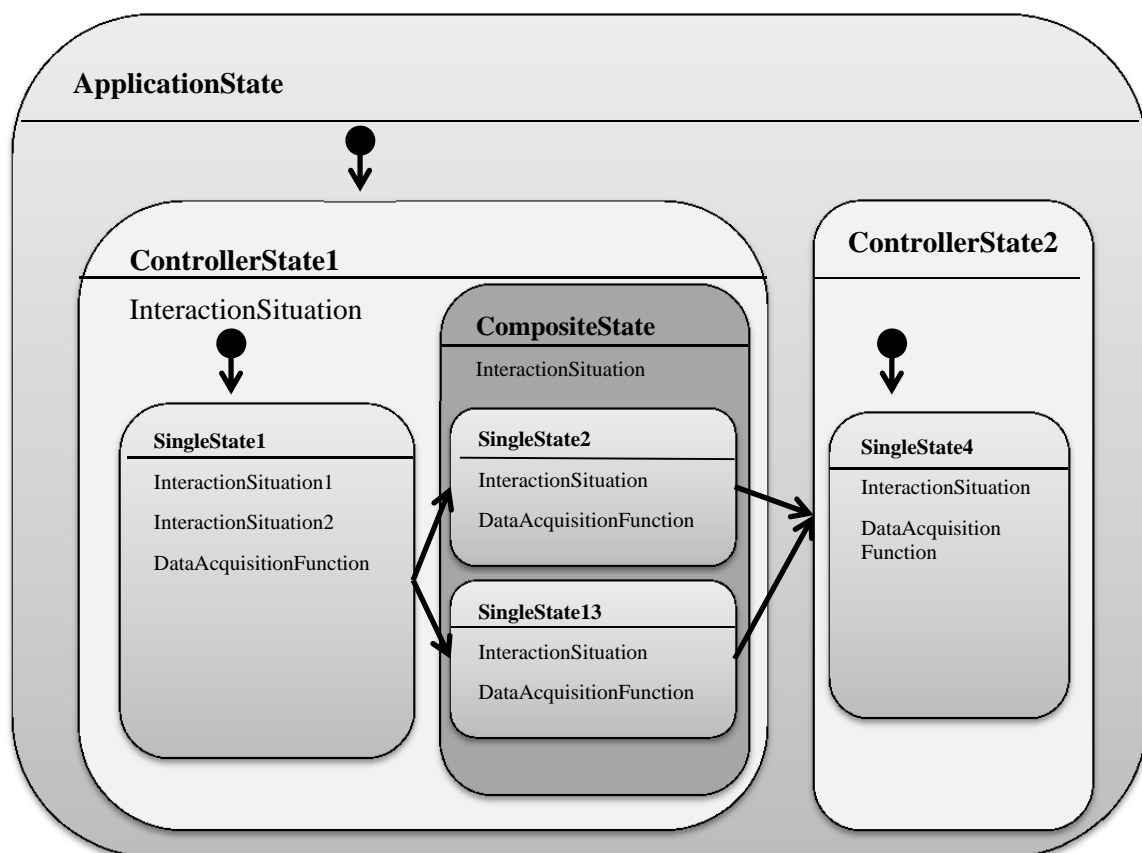 ApplicationState
ControllerState1
InteractionSituation
SingleState1
InteractionSituation1
InteractionSituation2
DataAcquisitionFunction
CompositeState
InteractionSituation
SingleState2
InteractionSituation
DataAcquisitionFunction
SingleState13
InteractionSituation
DataAcquisitionFunction
ControllerState2
SingleState4
InteractionSituation
DataAcquisition
Function